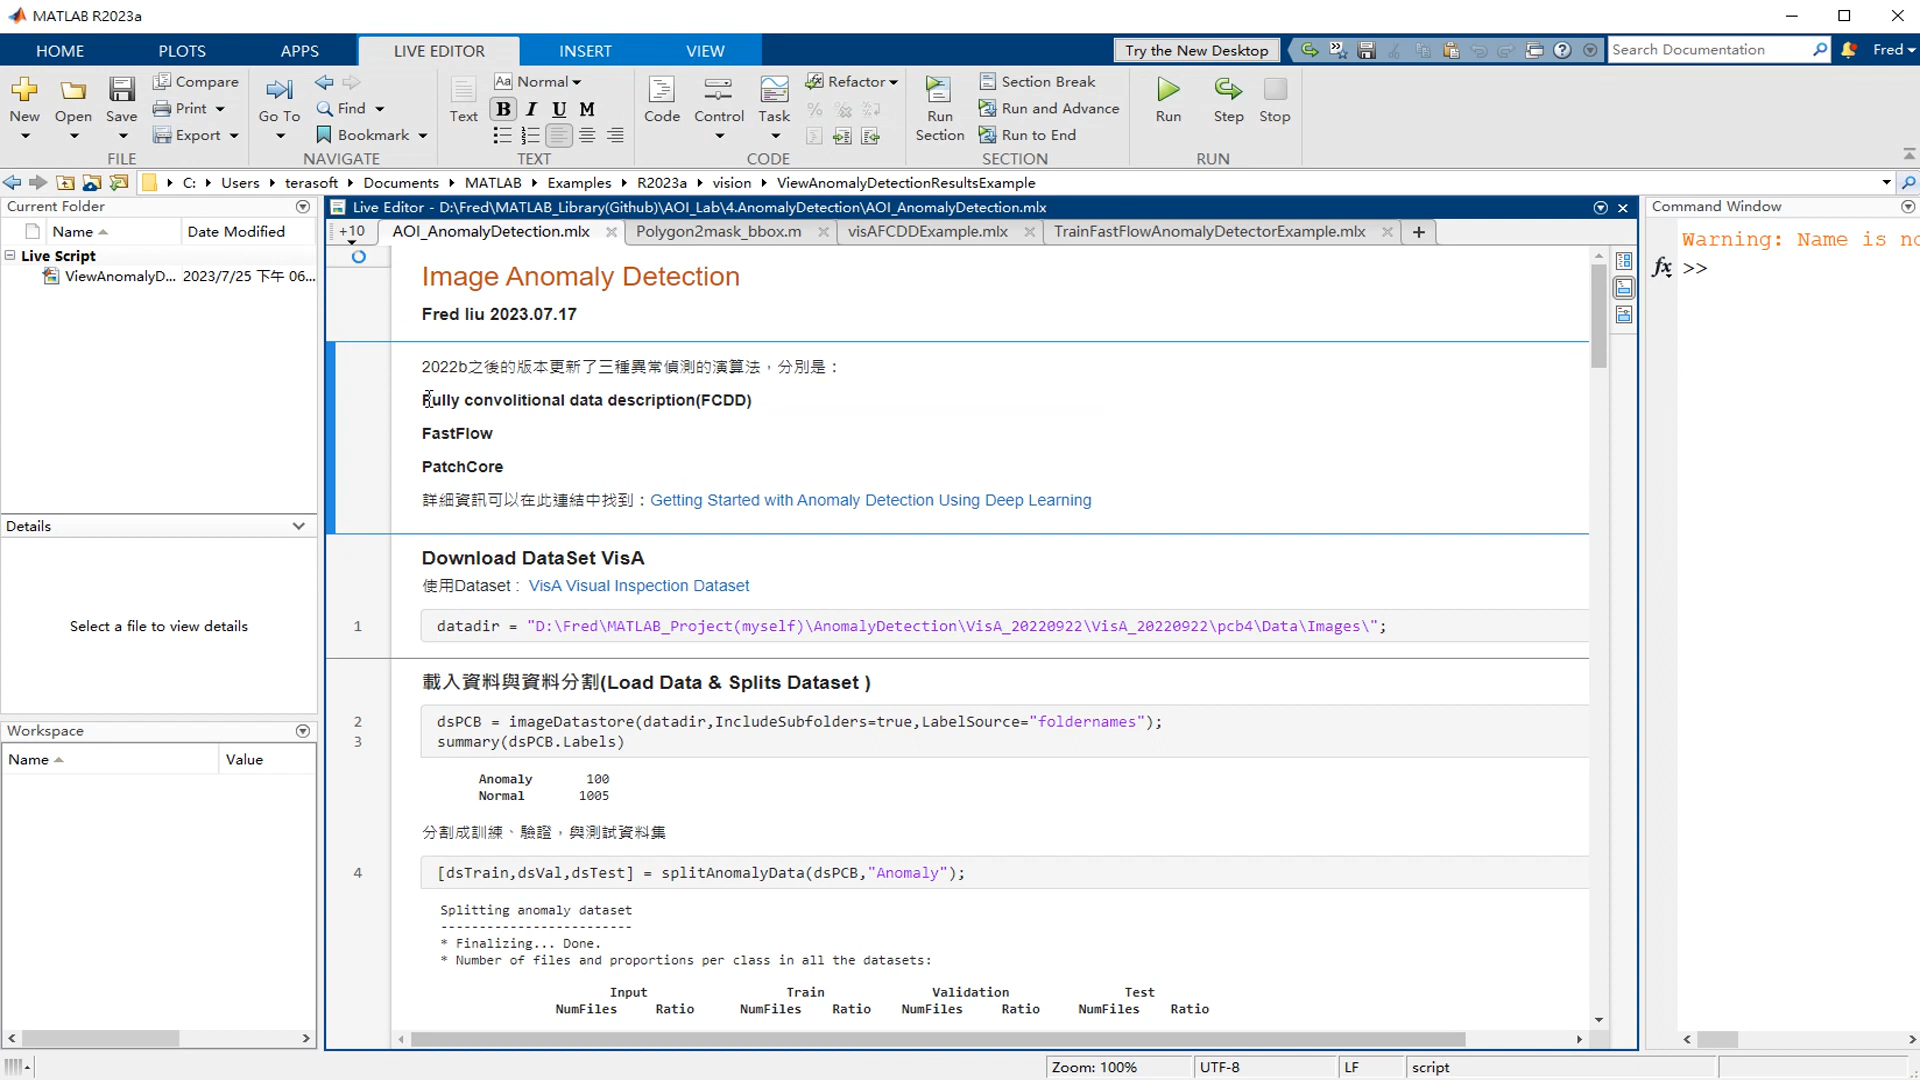 MATLAB R2023a
HOME PLOTS APPS LIVE EDITOR INSERT VIEW Try the New Desktop Search Documentation Fred
New Open Save Compare Print Export
Go To Find Bookmark
Text Aa Normal B I U M
Code Control Task Refactor
Run Section Section Break Run and Advance Run to End
Run Step Stop
FILE NAVIGATE TEXT CODE SECTION RUN
C: Users terasoft Documents MATLAB Examples R2023a vision ViewAnomalyDetectionResultsExample
Current Folder
Name Date Modified
Live Script
ViewAnomalyD... 2023/7/25 下午 06...
Details
Select a file to view details
Workspace
Name Value
Live Editor - D:\Fred\MATLAB_Library(Github)\AOI_Lab\4.AnomalyDetection\AOI_AnomalyDetection.mlx
+10 AOI_AnomalyDetection.mlx Polygon2mask_bbox.m visAFCDDExample.mlx TrainFastFlowAnomalyDetectorExample.mlx +
Image Anomaly Detection
Fred liu 2023.07.17
2022b之後的版本更新了三種異常偵測的演算法，分別是：
Fully convolitional data description(FCDD)
FastFlow
PatchCore
詳細資訊可以在此連結中找到：Getting Started with Anomaly Detection Using Deep Learning
Download DataSet VisA
使用Dataset : VisA Visual Inspection Dataset
1 datadir = "D:\Fred\MATLAB_Project(myself)\AnomalyDetection\VisA_20220922\VisA_20220922\pcb4\Data\Images\";
載入資料與資料分割(Load Data & Splits Dataset )
2 dsPCB = imageDatastore(datadir,IncludeSubfolders=true,LabelSource="foldernames");
3 summary(dsPCB.Labels)
Anomaly 100
Normal 1005
分割成訓練、驗證，與測試資料集
4 [dsTrain,dsVal,dsTest] = splitAnomalyData(dsPCB,"Anomaly");
Splitting anomaly dataset
-------------------------
* Finalizing... Done.
* Number of files and proportions per class in all the datasets:
Input Train Validation Test
NumFiles Ratio NumFiles Ratio NumFiles Ratio NumFiles Ratio
Command Window
Warning: Name is no
fx >>
Zoom: 100% UTF-8 LF script